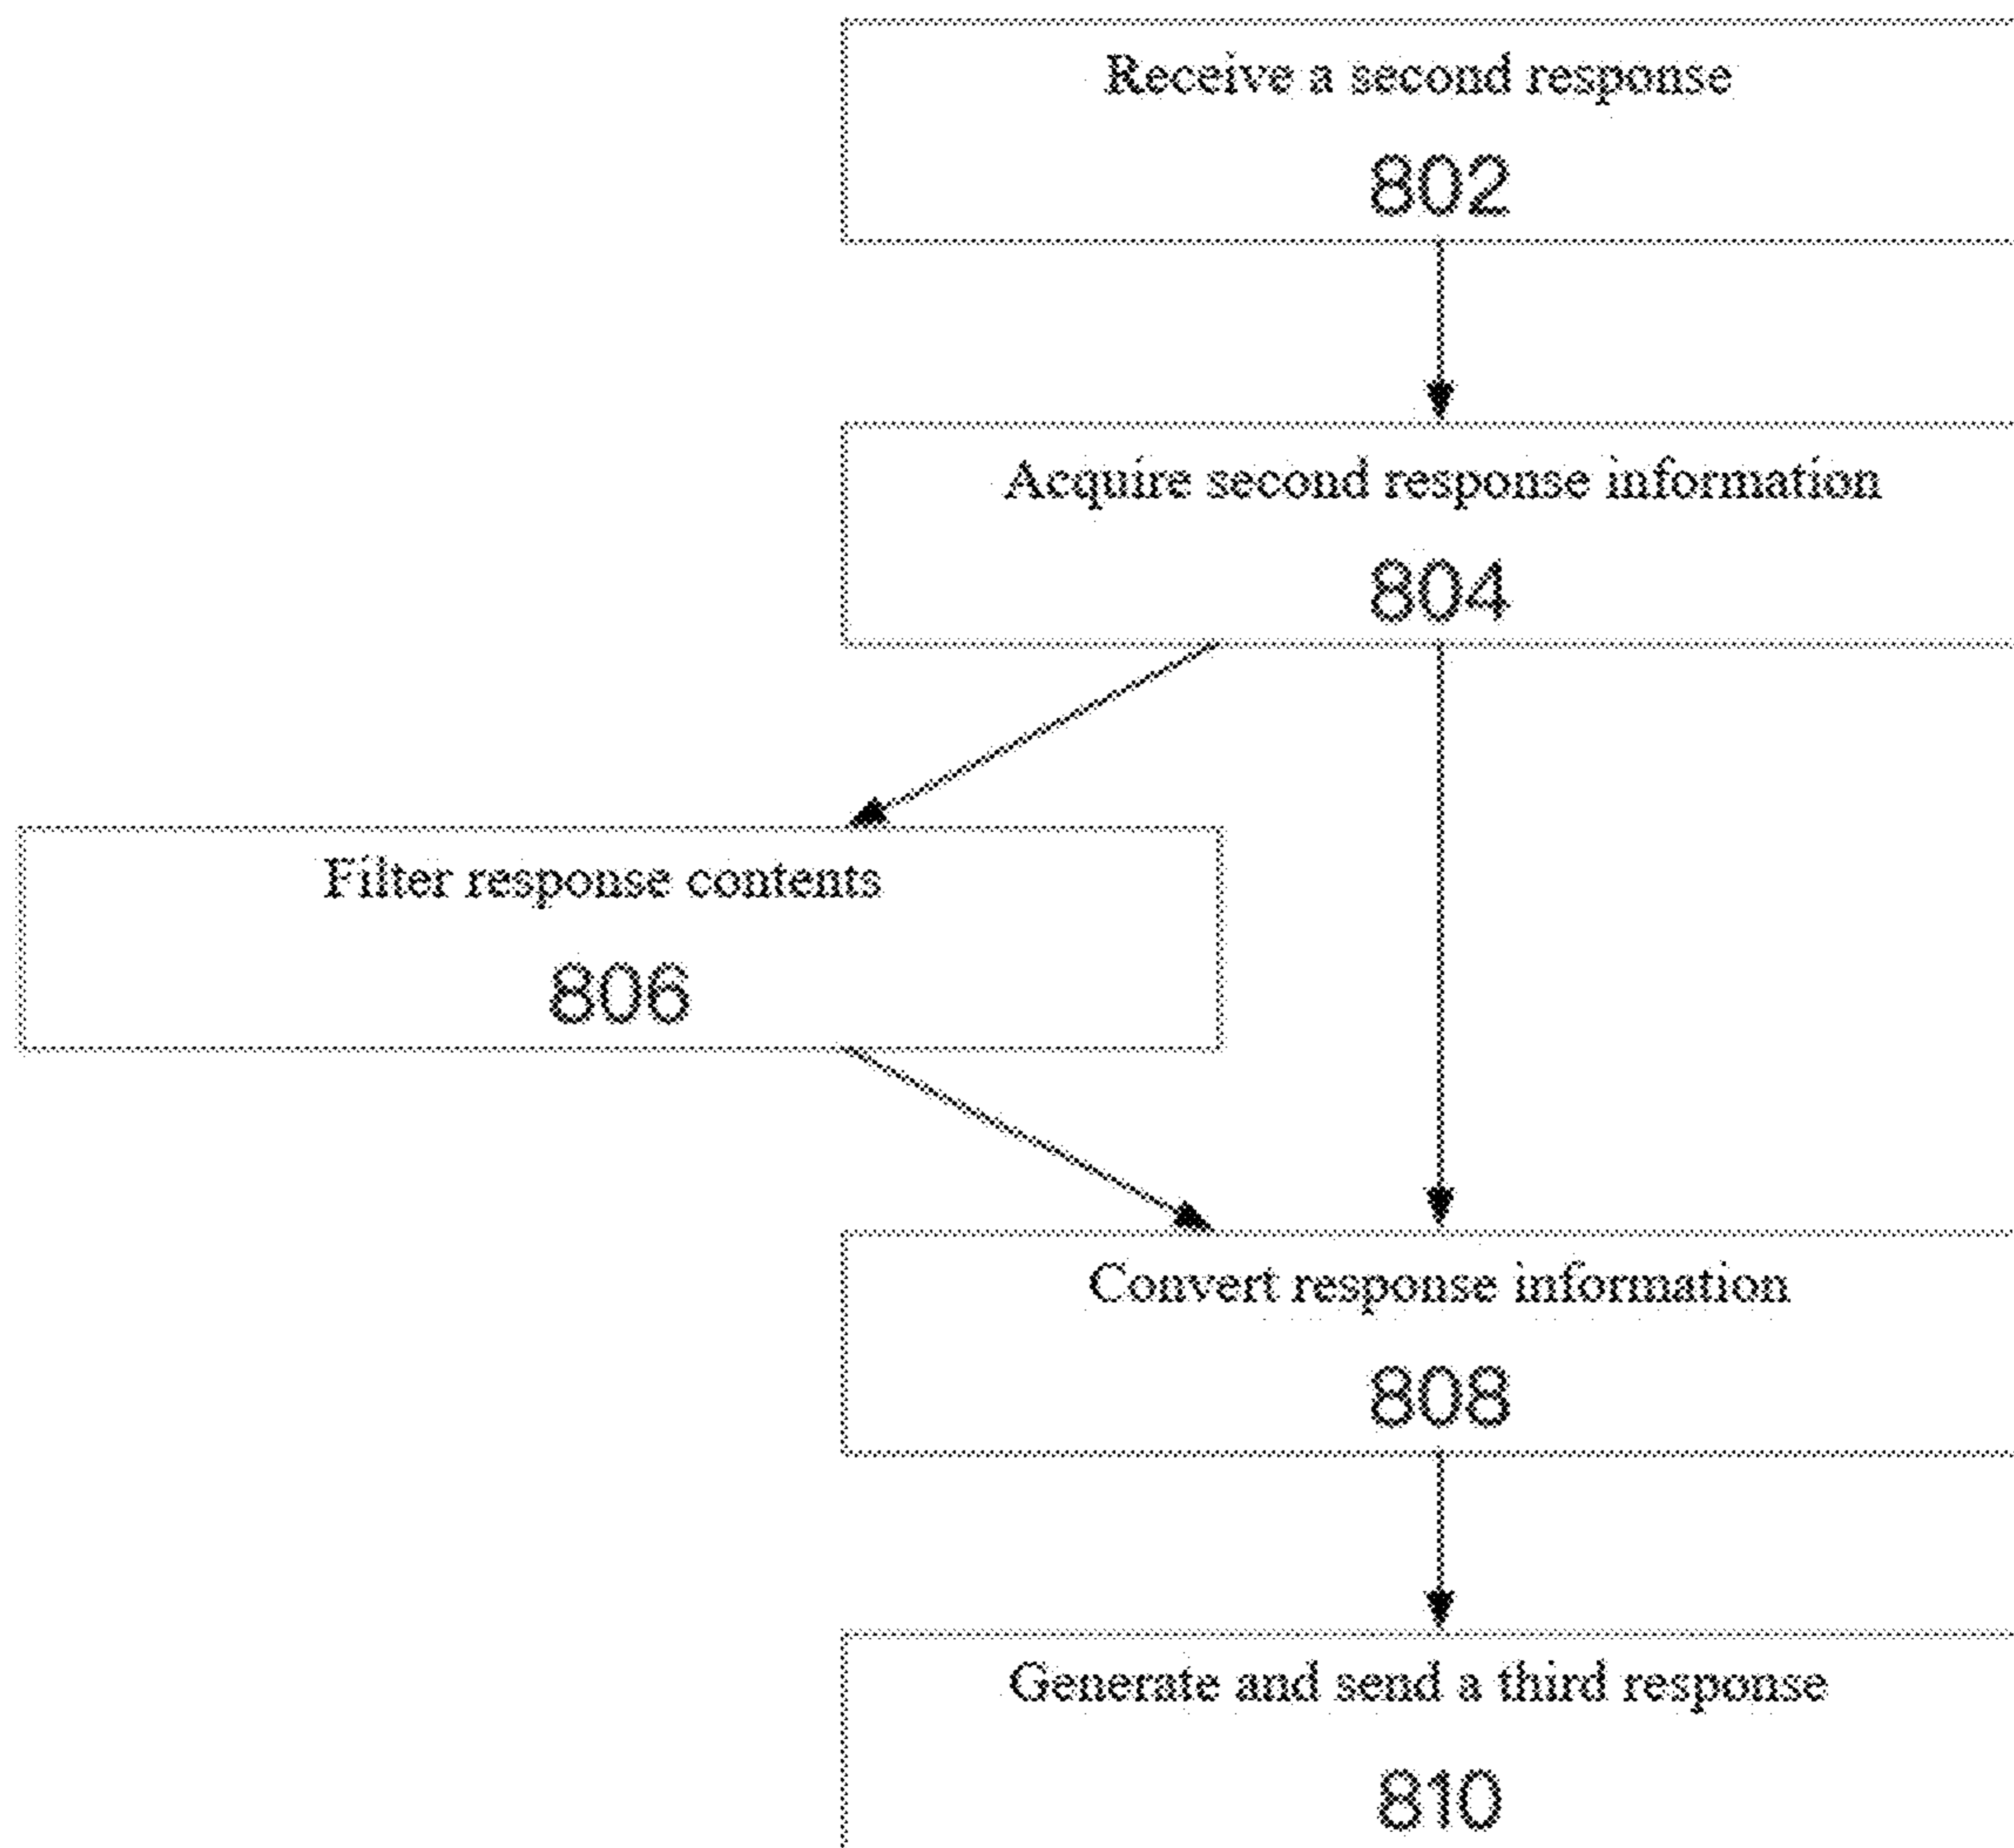 Receive a second response
802
Acquire second response information
804
Filter response contents
806
Convert response information
808
Generate and send a third response
810